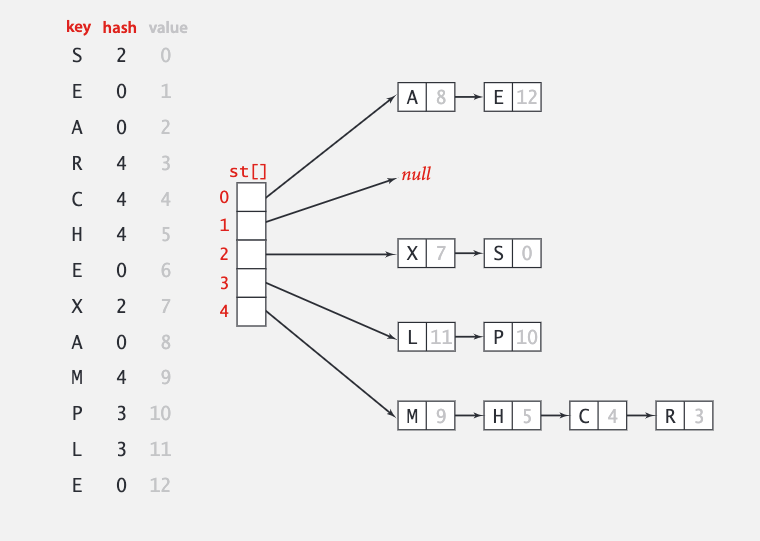 key hash value
S 2 0
E 0 1
A 0 2
R 4 3
C 4 4
H 4 5
E 0 6
X 2 7
A 0 8
M 4 9
P 3 10
L 3 11
E 0 12
st[]
0
1
2
3
4
A 8 E 12
null
X 7 S 0
L 11 P 10
M 9 H 5 C 4 R 3